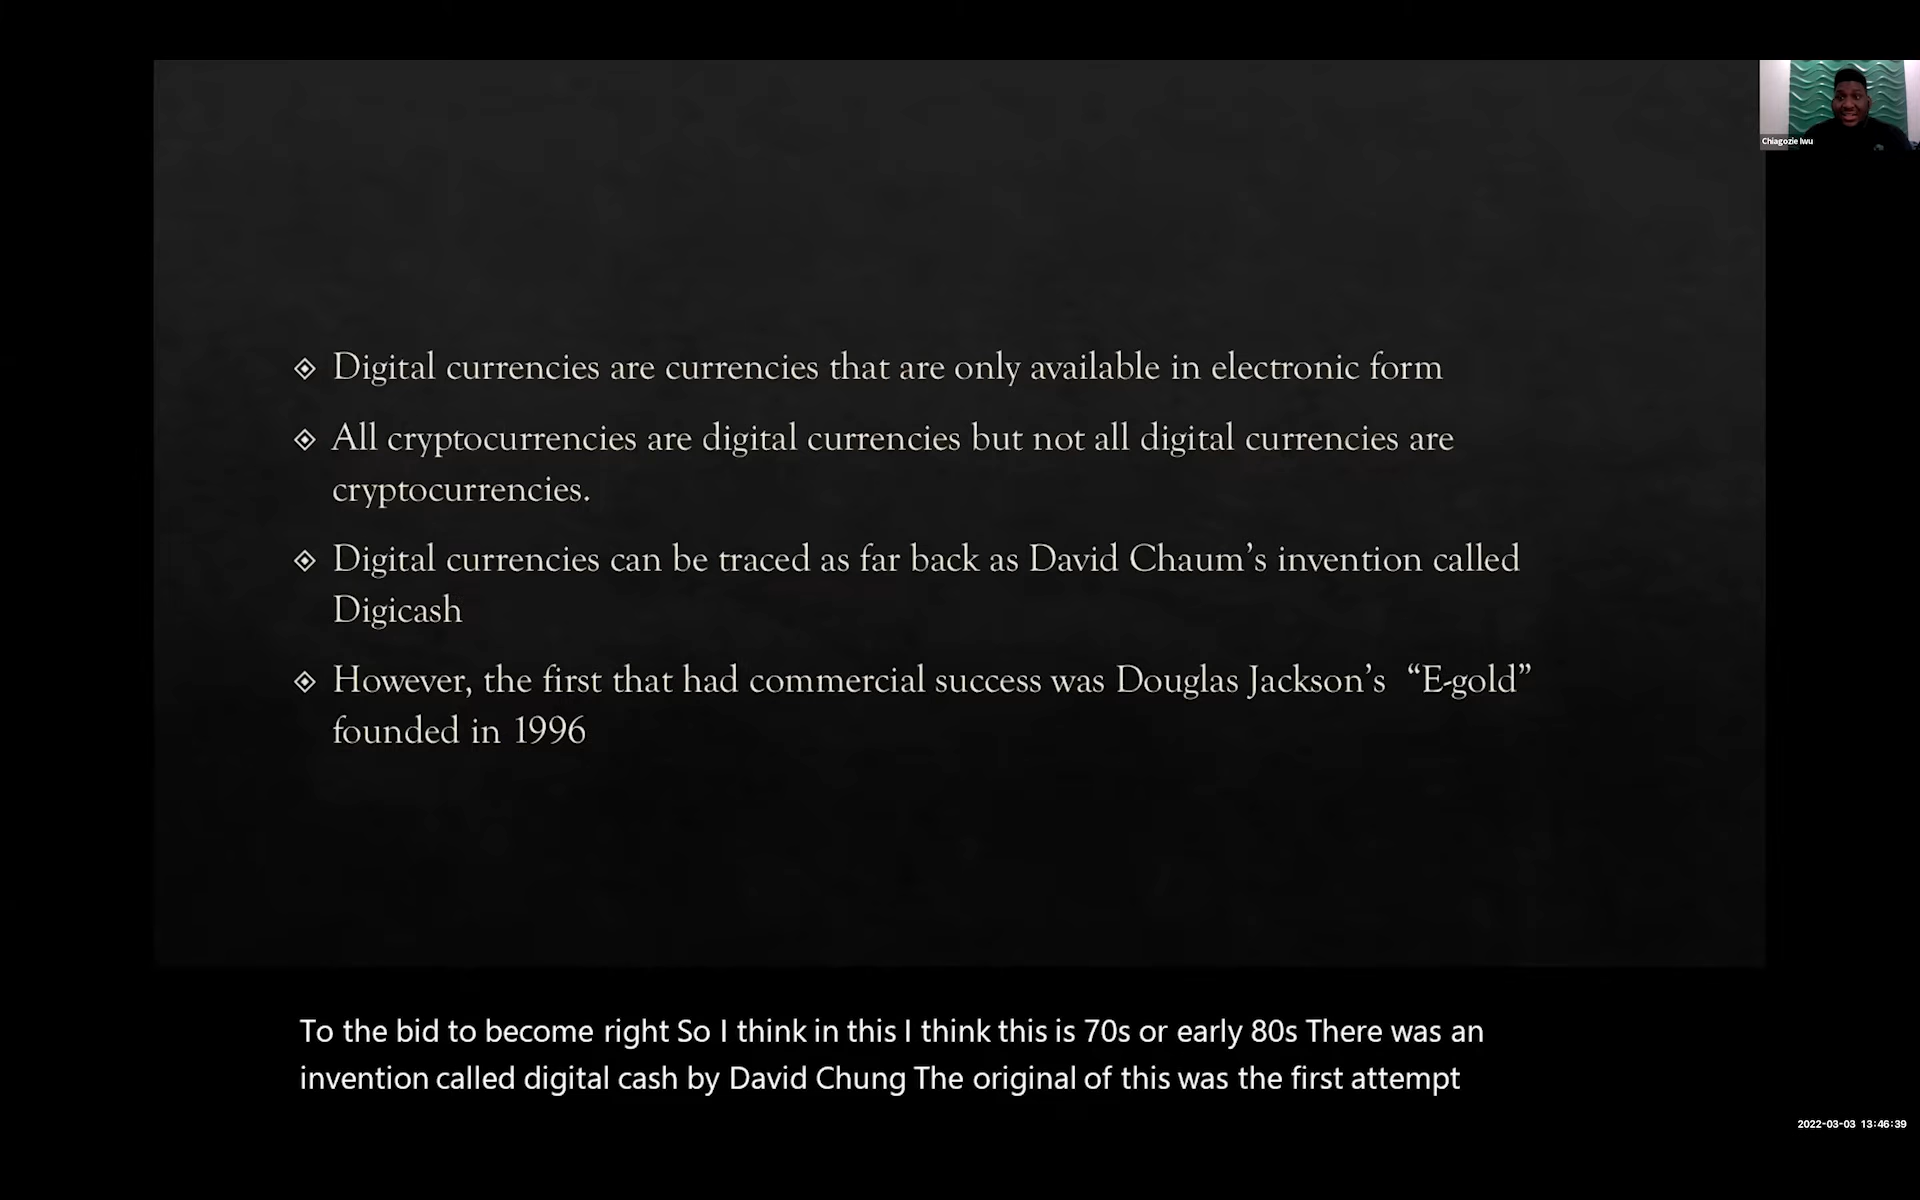 Chiagozie Iwu
Digital currencies are currencies that are only available in electronic form
All cryptocurrencies are digital currencies but not all digital currencies are
cryptocurrencies.
Digital currencies can be traced as far back as David Chaum’s invention called
Digicash
However, the first that had commercial success was Douglas Jackson’s  “E-gold”
founded in 1996
To the bid to become right So I think in this I think this is 70s or early 80s There was an
invention called digital cash by David Chung The original of this was the first attempt
2022-03-03 13:46:39